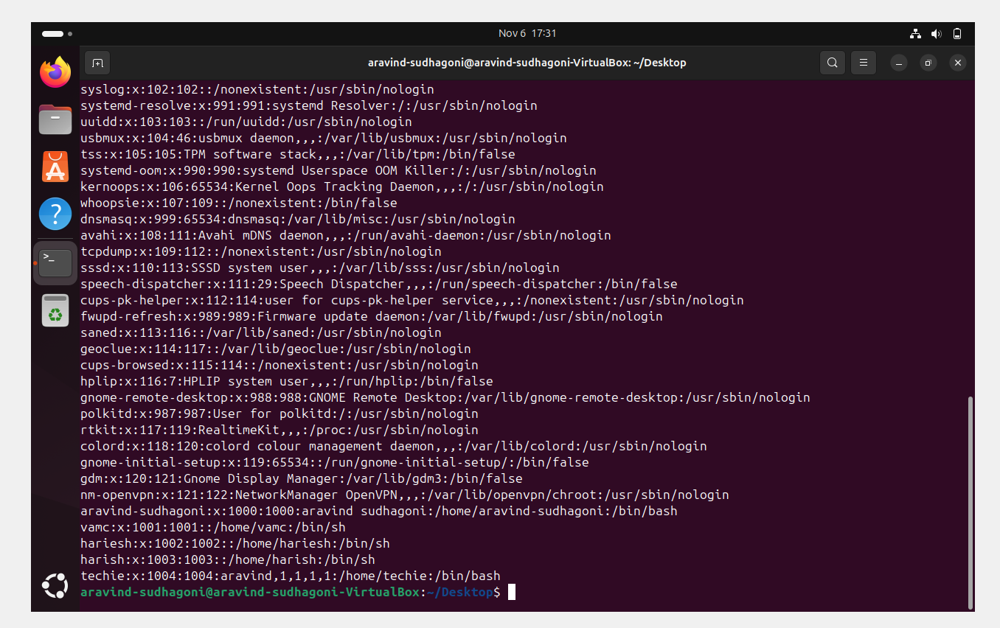 Nov 6 17:31
aravind-sudhagoni@aravind-sudhagoni-VirtualBox: ~/Desktop
syslog:x:102:102::/nonexistent:/usr/sbin/nologin
systemd-resolve:x:991:991:systemd Resolver:/:/usr/sbin/nologin
uuidd:x:103:103::/run/uuidd:/usr/sbin/nologin
usbmux:x:104:46:usbmux daemon,,,:/var/lib/usbmux:/usr/sbin/nologin
tss:x:105:105:TPM software stack,,,:/var/lib/tpm:/bin/false
systemd-oom:x:990:990:systemd Userspace OOM Killer:/:/usr/sbin/nologin
kernoops:x:106:65534:Kernel Oops Tracking Daemon,,,:/:/usr/sbin/nologin
whoopsie:x:107:109::/nonexistent:/bin/false
dnsmasq:x:999:65534:dnsmasq:/var/lib/misc:/usr/sbin/nologin
avahi:x:108:111:Avahi mDNS daemon,,,:/run/avahi-daemon:/usr/sbin/nologin
tcpdump:x:109:112::/nonexistent:/usr/sbin/nologin
sssd:x:110:113:SSSD system user,,,:/var/lib/sss:/usr/sbin/nologin
speech-dispatcher:x:111:29:Speech Dispatcher,,,:/run/speech-dispatcher:/bin/false
cups-pk-helper:x:112:114:user for cups-pk-helper service,,,:/nonexistent:/usr/sbin/nologin
fwupd-refresh:x:989:989:Firmware update daemon:/var/lib/fwupd:/usr/sbin/nologin
saned:x:113:116::/var/lib/saned:/usr/sbin/nologin
geoclue:x:114:117::/var/lib/geoclue:/usr/sbin/nologin
cups-browsed:x:115:114::/nonexistent:/usr/sbin/nologin
hplip:x:116:7:HPLIP system user,,,:/run/hplip:/bin/false
gnome-remote-desktop:x:988:988:GNOME Remote Desktop:/var/lib/gnome-remote-desktop:/usr/sbin/nologin
polkitd:x:987:987:User for polkitd:/:/usr/sbin/nologin
rtkit:x:117:119:RealtimeKit,,,:/proc:/usr/sbin/nologin
colord:x:118:120:colord colour management daemon,,,:/var/lib/colord:/usr/sbin/nologin
gnome-initial-setup:x:119:65534::/run/gnome-initial-setup/:/bin/false
gdm:x:120:121:Gnome Display Manager:/var/lib/gdm3:/bin/false
nm-openvpn:x:121:122:NetworkManager OpenVPN,,,:/var/lib/openvpn/chroot:/usr/sbin/nologin
aravind-sudhagoni:x:1000:1000:aravind sudhagoni:/home/aravind-sudhagoni:/bin/bash
vamc:x:1001:1001::/home/vamc:/bin/sh
hariesh:x:1002:1002::/home/hariesh:/bin/sh
harish:x:1003:1003::/home/harish:/bin/sh
techie:x:1004:1004:aravind,1,1,1,1:/home/techie:/bin/bash
aravind-sudhagoni@aravind-sudhagoni-VirtualBox:~/Desktop$